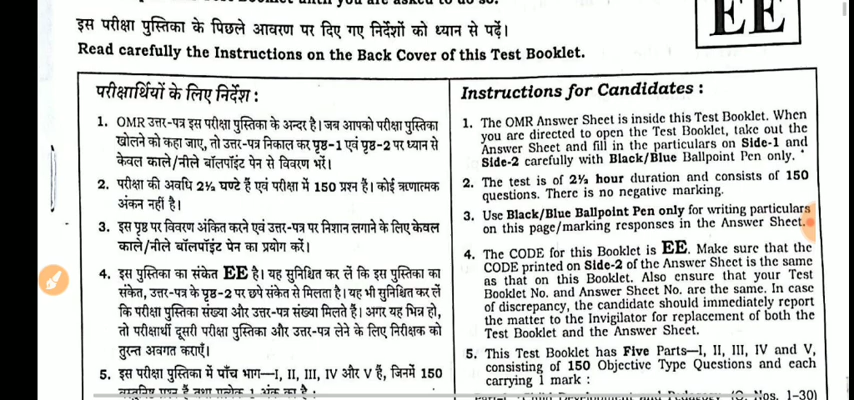 इस परीक्षा पुस्तिका के पिछले आवरण पर दिए गए निर्देशों को ध्यान से पढ़ें।
Read carefully the Instructions on the Back Cover of this Test Booklet.
EE
परीक्षार्थियों के लिए निर्देश :
1. OMR उत्तर-पत्र इस परीक्षा पुस्तिका के अन्दर है। जब आपको परीक्षा पुस्तिका
खोलने को कहा जाए, तो उत्तर-पत्र निकाल कर पृष्ठ-1 एवं पृष्ठ-2 पर ध्यान से
केवल काले/नीले बॉलपॉइंट पेन से विवरण भरें।
2. परीक्षा की अवधि 2½ घण्टे हैं एवं परीक्षा में 150 प्रश्न हैं। कोई ऋणात्मक
अंकन नहीं है।
3. इस पृष्ठ पर विवरण अंकित करने एवं उत्तर-पत्र पर निशान लगाने के लिए केवल
काले/नीले बॉलपॉइंट पेन का प्रयोग करें।
4. इस पुस्तिका का संकेत EE है। यह सुनिश्चित कर लें कि इस पुस्तिका का
संकेत, उत्तर-पत्र के पृष्ठ-2 पर छपे संकेत से मिलता है। यह भी सुनिश्चित कर लें
कि परीक्षा पुस्तिका संख्या और उत्तर-पत्र संख्या मिलते हैं। अगर यह भिन्न हो,
तो परीक्षार्थी दूसरी परीक्षा पुस्तिका और उत्तर-पत्र लेने के लिए निरीक्षक को
तुरन्त अवगत कराएँ।
5. इस परीक्षा पुस्तिका में पाँच भाग—I, II, III, IV और V हैं, जिनमें 150
Instructions for Candidates :
1. The OMR Answer Sheet is inside this Test Booklet. When
you are directed to open the Test Booklet, take out the
Answer Sheet and fill in the particulars on Side-1 and
Side-2 carefully with Black/Blue Ballpoint Pen only.
2. The test is of 2½ hour duration and consists of 150
questions. There is no negative marking.
3. Use Black/Blue Ballpoint Pen only for writing particulars
on this page/marking responses in the Answer Sheet.
4. The CODE for this Booklet is EE. Make sure that the
CODE printed on Side-2 of the Answer Sheet is the same
as that on this Booklet. Also ensure that your Test
Booklet No. and Answer Sheet No. are the same. In case
of discrepancy, the candidate should immediately report
the matter to the Invigilator for replacement of both the
Test Booklet and the Answer Sheet.
5. This Test Booklet has Five Parts—I, II, III, IV and V,
consisting of 150 Objective Type Questions and each
carrying 1 mark :